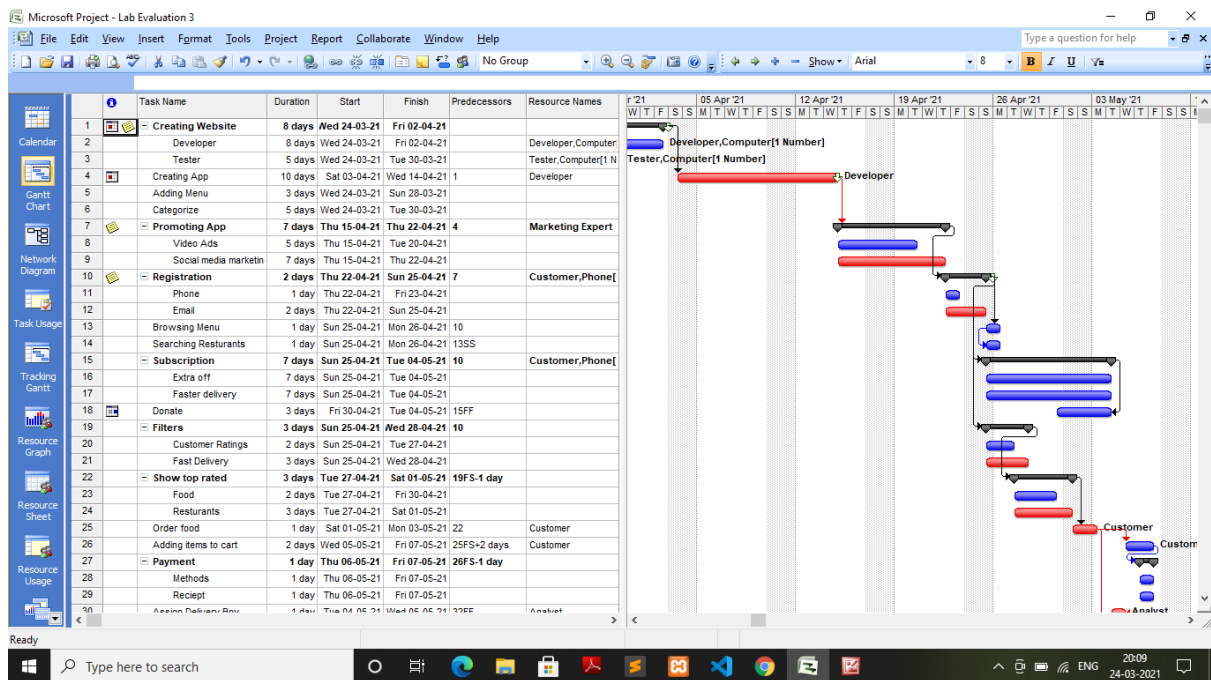 Microsoft Project - Lab Evaluation 3
File Edit View Insert Format Tools Project Report Collaborate Window Help Type a question for help
No Group Show Arial 8 B I U
Task Name Duration Start Finish Predecessors Resource Names r '21 05 Apr '21 12 Apr '21 19 Apr '21 26 Apr '21 03 May '21
W T F S S M T W T F S S M T W T F S S M T W T F S S M T W T F S S M T W T F S S
1 Creating Website 8 days Wed 24-03-21 Fri 02-04-21
2 Developer 8 days Wed 24-03-21 Fri 02-04-21 Developer,Computer Developer,Computer[1 Number]
3 Tester 5 days Wed 24-03-21 Tue 30-03-21 Tester,Computer[1 N Tester,Computer[1 Number]
4 Creating App 10 days Sat 03-04-21 Wed 14-04-21 1 Developer Developer
5 Adding Menu 3 days Wed 24-03-21 Sun 28-03-21
6 Categorize 5 days Wed 24-03-21 Tue 30-03-21
7 Promoting App 7 days Thu 15-04-21 Thu 22-04-21 4 Marketing Expert
8 Video Ads 5 days Thu 15-04-21 Tue 20-04-21
9 Social media marketin 7 days Thu 15-04-21 Thu 22-04-21
10 Registration 2 days Thu 22-04-21 Sun 25-04-21 7 Customer,Phone[
11 Phone 1 day Thu 22-04-21 Fri 23-04-21
12 Email 2 days Thu 22-04-21 Sun 25-04-21
13 Browsing Menu 1 day Sun 25-04-21 Mon 26-04-21 10
14 Searching Resturants 1 day Sun 25-04-21 Mon 26-04-21 13SS
15 Subscription 7 days Sun 25-04-21 Tue 04-05-21 10 Customer,Phone[
16 Extra off 7 days Sun 25-04-21 Tue 04-05-21
17 Faster delivery 7 days Sun 25-04-21 Tue 04-05-21
18 Donate 3 days Fri 30-04-21 Tue 04-05-21 15FF
19 Filters 3 days Sun 25-04-21 Wed 28-04-21 10
20 Customer Ratings 2 days Sun 25-04-21 Tue 27-04-21
21 Fast Delivery 3 days Sun 25-04-21 Wed 28-04-21
22 Show top rated 3 days Tue 27-04-21 Sat 01-05-21 19FS-1 day
23 Food 2 days Tue 27-04-21 Fri 30-04-21
24 Resturants 3 days Tue 27-04-21 Sat 01-05-21
25 Order food 1 day Sat 01-05-21 Mon 03-05-21 22 Customer Customer
26 Adding items to cart 2 days Wed 05-05-21 Fri 07-05-21 25FS+2 days Customer Custom
27 Payment 1 day Thu 06-05-21 Fri 07-05-21 26FS-1 day
28 Methods 1 day Thu 06-05-21 Fri 07-05-21
29 Reciept 1 day Thu 06-05-21 Fri 07-05-21
30 Assign Delivery Boy 1 day Tue 04-05-21 Wed 05-05-21 32FF Analyst Analyst
Calendar
Gantt
Chart
Network
Diagram
Task Usage
Tracking
Gantt
Resource
Graph
Resource
Sheet
Resource
Usage
Ready
Type here to search
ENG
20:09
24-03-2021